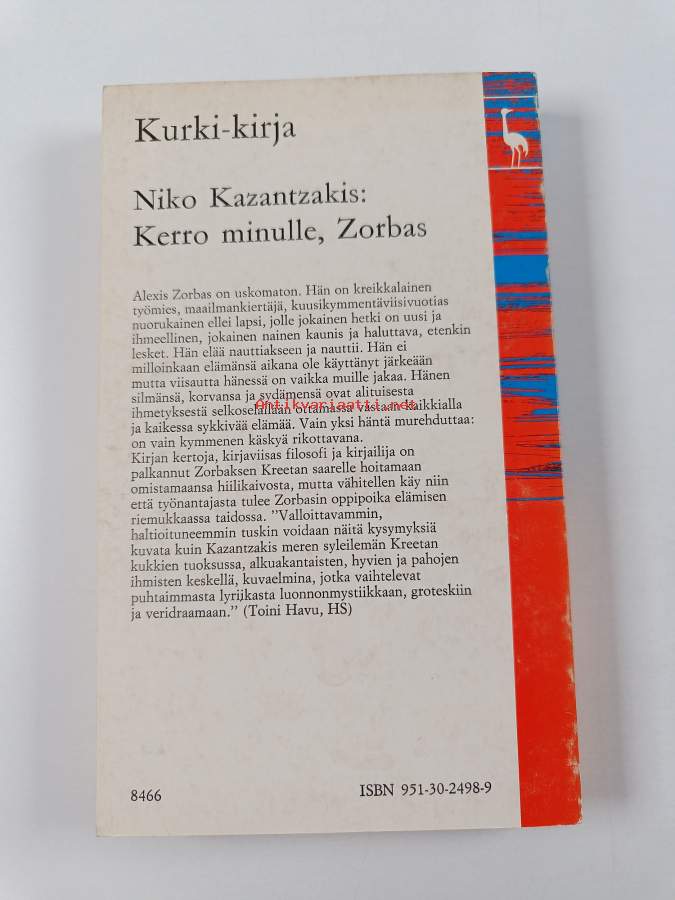 Kurki-kirja
Niko Kazantzakis:
Kerro minulle, Zorbas
Alexis Zorbas on uskomaton. Hän on kreikkalainen
työmies, maailmankiertäjä, kuusikymmentäviisivuotias
nuorukainen ellei lapsi, jolle jokainen hetki on uusi ja
ihmeellinen, jokainen nainen kaunis ja haluttava, etenkin
lesket. Hän elää nauttiakseen ja nauttii. Hän ei
milloinkaan elämänsä aikana ole käyttänyt järkeään
mutta viisautta hänessä on vaikka muille jakaa. Hänen
silmänsä, korvansa ja sydämensä ovat alituisesta
ihmetyksestä selkoselällään ottamassa vastaan kaikkialla
Antikvariaatti.net
ja kaikessa sykkivää elämää. Vain yksi häntä murehduttaa:
on vain kymmenen käskyä rikottavana.
Kirjan kertoja, kirjaviisas filosofi ja kirjailija on
palkannut Zorbaksen Kreetan saarelle hoitamaan
omistamaansa hiilikaivosta, mutta vähitellen käy niin
että työnantajasta tulee Zorbasin oppipoika elämisen
riemukkaassa taidossa. ”Valloittavammin,
haltioituneemmin tuskin voidaan näitä kysymyksiä
kuvata kuin Kazantzakis meren syleilemän Kreetan
kukkien tuoksussa, alkuakantaisten, hyvien ja pahojen
ihmisten keskellä, kuvaelmina, jotka vaihtelevat
puhtaimmasta lyriikasta luonnonmystiikkaan, groteskiin
ja veridraamaan.” (Toini Havu, HS)
8466
ISBN 951-30-2498-9